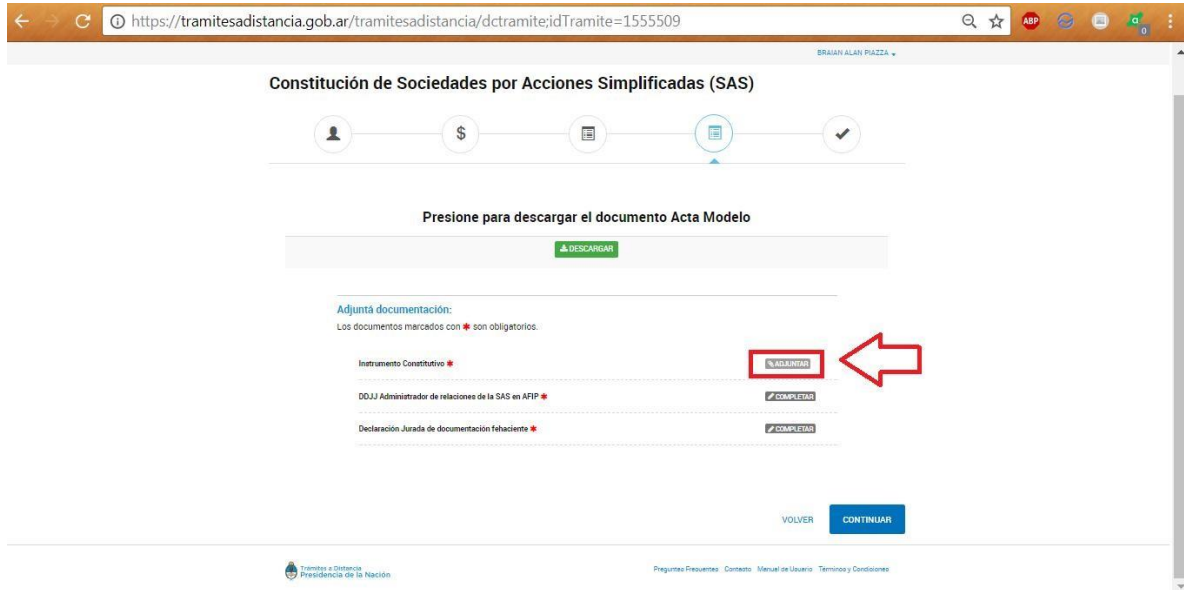 https://tramitesadistancia.gob.ar/tramitesadistancia/dctramite;idTramite=1555509
ABP
0
BRAIAN ALAN PIAZZA
Constitución de Sociedades por Acciones Simplificadas (SAS)
$
Presione para descargar el documento Acta Modelo
DESCARGAR
Adjuntá documentación:
Los documentos marcados con * son obligatorios.
Instrumento Constitutivo * ADJUNTAR
DDJJ Administrador de relaciones de la SAS en AFIP * COMPLETAR
Declaración Jurada de documentación fehaciente * COMPLETAR
VOLVER CONTINUAR
Trámites a Distancia
Presidencia de la Nación
Preguntas Frecuentes Contacto Manual de Usuario Términos y Condiciones